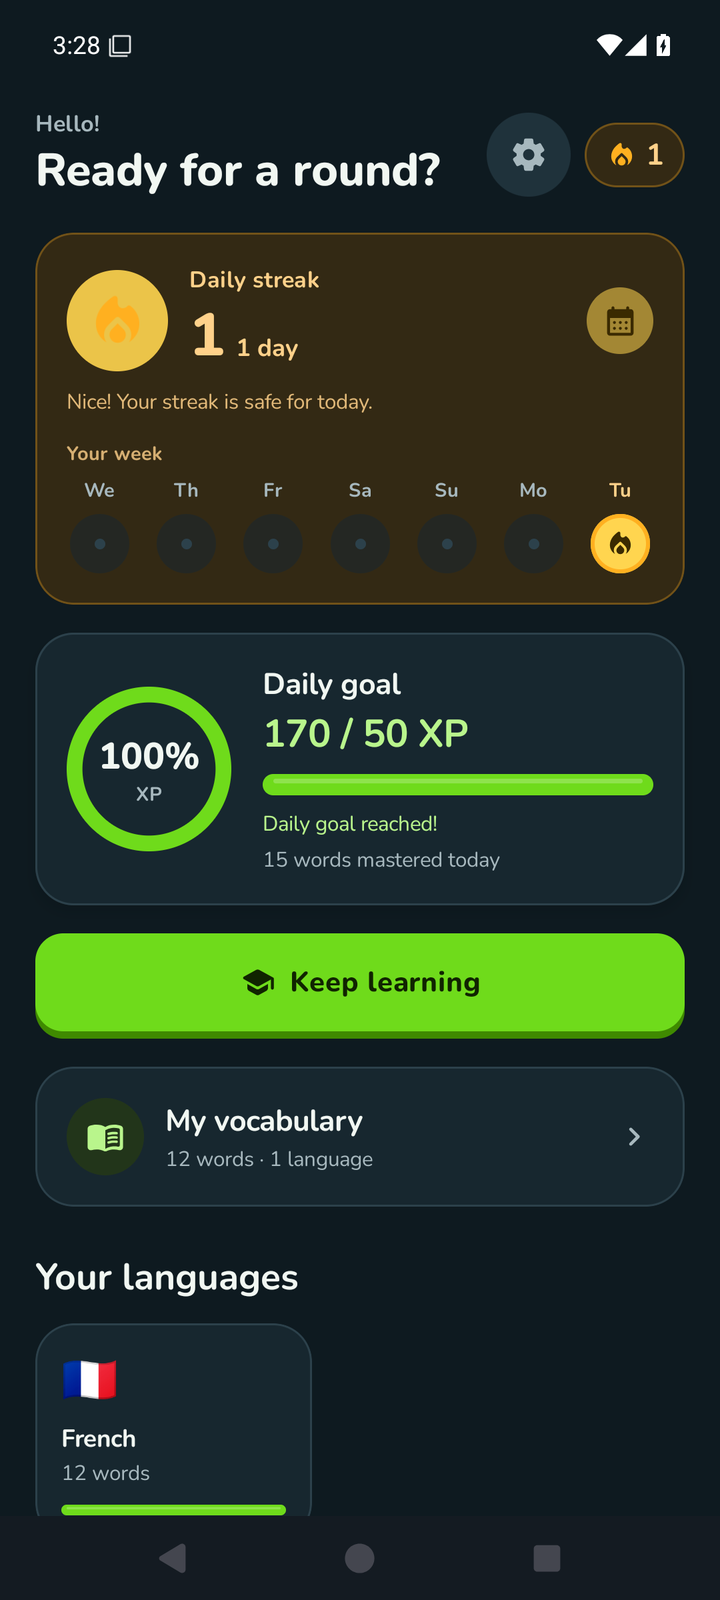 3:28
Hello!
Ready for a round?
1
Daily streak
1 1 day
Nice! Your streak is safe for today.
Your week
We Th Fr Sa Su Mo Tu
Daily goal
170 / 50 XP
100%
XP
Daily goal reached!
15 words mastered today
Keep learning
My vocabulary
12 words · 1 language
Your languages
French
12 words